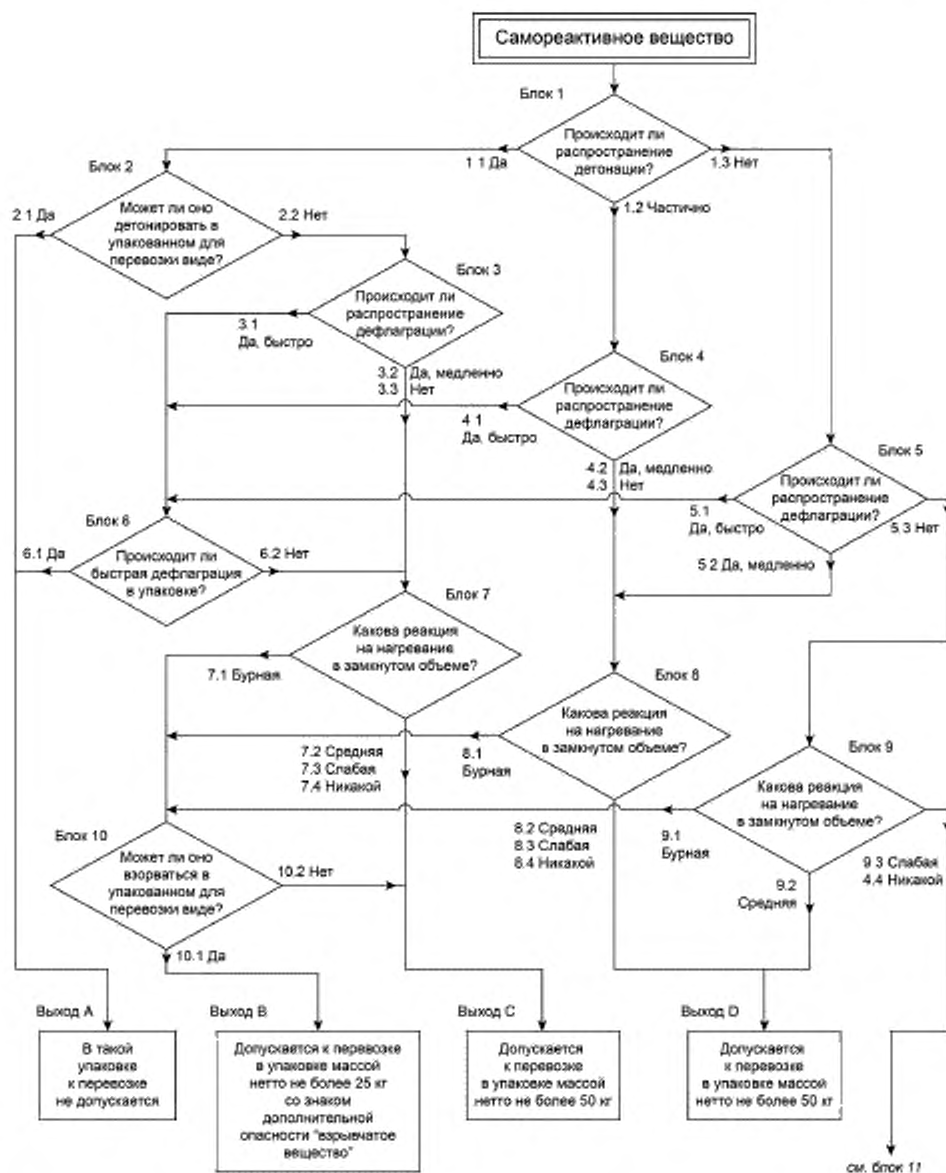 Самореактивное вещество
Блок 1
Происходит ли
распространение
детонации?
1 1 Да
1.3 Нет
1.2 Частично
Блок 2
Может ли оно
детонировать в
упакованном для
перевозки виде?
2 1 Да
2.2 Нет
Блок 3
Происходит ли
распространение
дефлаграции?
3.1
Да, быстро
3.2 Да, медленно
3.3 Нет
Блок 4
Происходит ли
распространение
дефлаграции?
4 1
Да, быстро
4.2 Да, медленно
4.3 Нет
Блок 5
Происходит ли
распространение
дефлаграции?
5.1
Да, быстро
5.3 Нет
5 2 Да, медленно
Блок 6
Происходит ли
быстрая дефлаграция
в упаковке?
6.1 Да
6.2 Нет
Блок 7
Какова реакция
на нагревание
в замкнутом объеме?
7.1 Бурная
7.2 Средняя
7.3 Слабая
7.4 Никакой
Блок 8
Какова реакция
на нагревание
в замкнутом объеме?
8.1
Бурная
8.2 Средняя
8.3 Слабая
8.4 Никакой
Блок 9
Какова реакция
на нагревание
в замкнутом объеме?
9.1
Бурная
9.2
Средняя
9 3 Слабая
4.4 Никакой
Блок 10
Может ли оно
взорваться в
упакованном для
перевозки виде?
10.2 Нет
10.1 Да
Выход A
В такой
упаковке
к перевозке
не допускается
Выход B
Допускается к перевозке
в упаковке массой
нетто не более 25 кг
со знаком
дополнительной
опасности "взрывчатое
вещество"
Выход C
Допускается
к перевозке
в упаковке массой
нетто не более 50 кг
Выход D
Допускается
к перевозке
в упаковке массой
нетто не более 50 кг
см. блок 11